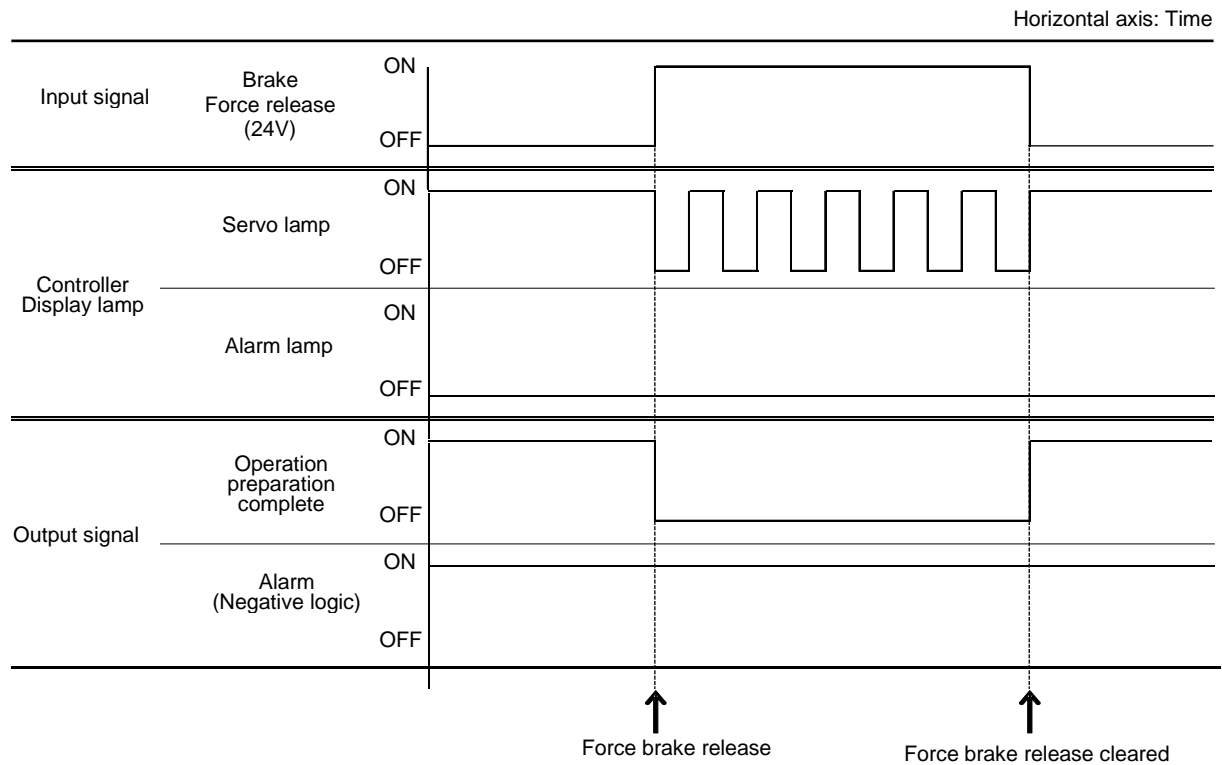 Horizontal axis: Time
Input signal
Brake
Force release
(24V)
ON
OFF
Controller
Display lamp
Servo lamp
ON
OFF
Alarm lamp
ON
OFF
Output signal
Operation
preparation
complete
ON
OFF
Alarm
(Negative logic)
ON
OFF
Force brake release
Force brake release cleared